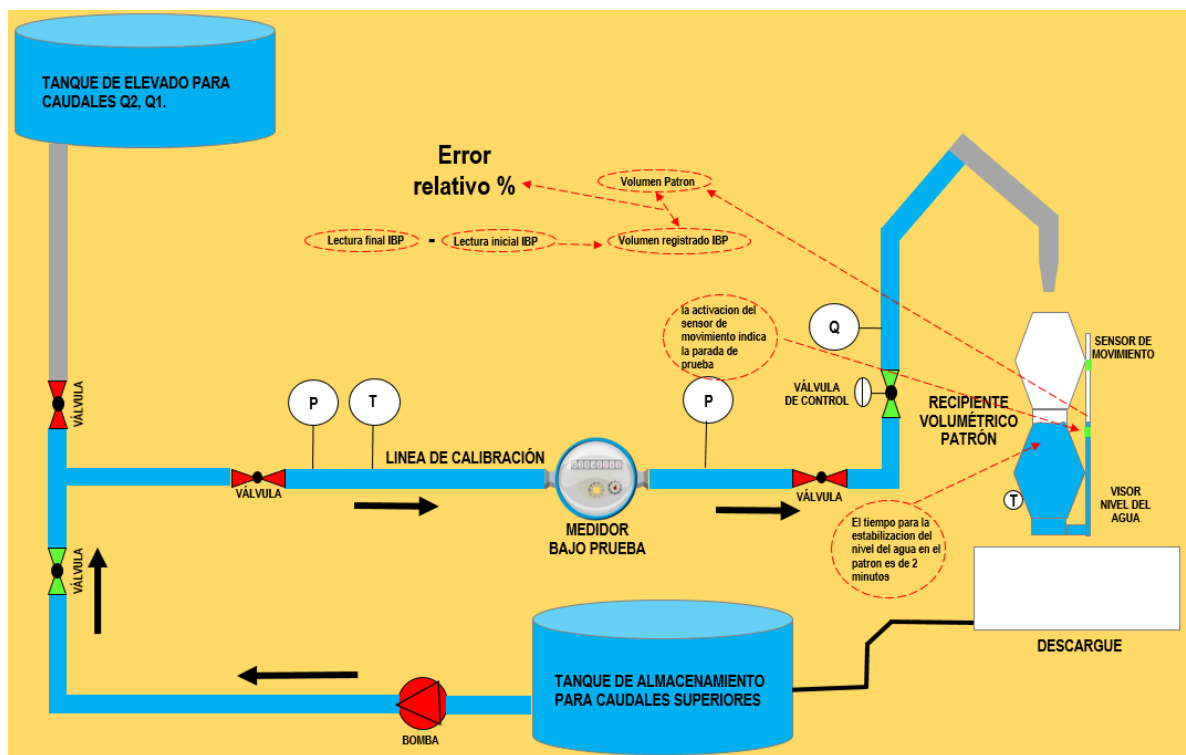 TANQUE DE ELEVADO PARA
CAUDALES Q2, Q1.
Error
relativo %
Volumen Patron
Lectura final IBP
-
Lectura inicial IBP
Volumen registrado IBP
la activacion del
sensor de
movimiento indica
la parada de
prueba
Q
SENSOR DE
MOVIMIENTO
VÁLVULA
DE CONTROL
RECIPIENTE
VOLUMÉTRICO
PATRÓN
VÁLVULA
P
T
P
LINEA DE CALIBRACIÓN
VÁLVULA
MEDIDOR
BAJO PRUEBA
VÁLVULA
T
VISOR
NIVEL DEL
AGUA
El tiempo para la
estabilizacion del
nivel del agua en el
patron es de 2
minutos
VÁLVULA
TANQUE DE ALMACENAMIENTO
PARA CAUDALES SUPERIORES
DESCARGUE
BOMBA